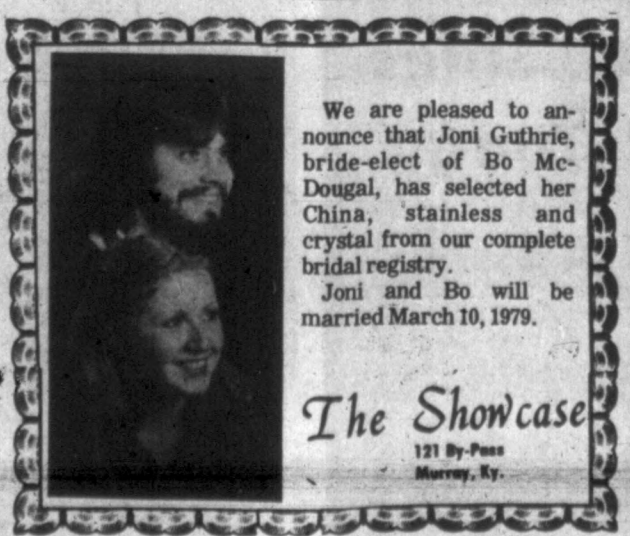 We are pleased to an-
nounce that Joni Guthrie,
bride-elect of Bo Mc-
Dougal, has selected her
China, stainless and
crystal from our complete
bridal registry.
Joni and Bo will be
married March 10, 1979.
The Showcase
121 By-Pass
Murray, Ky.